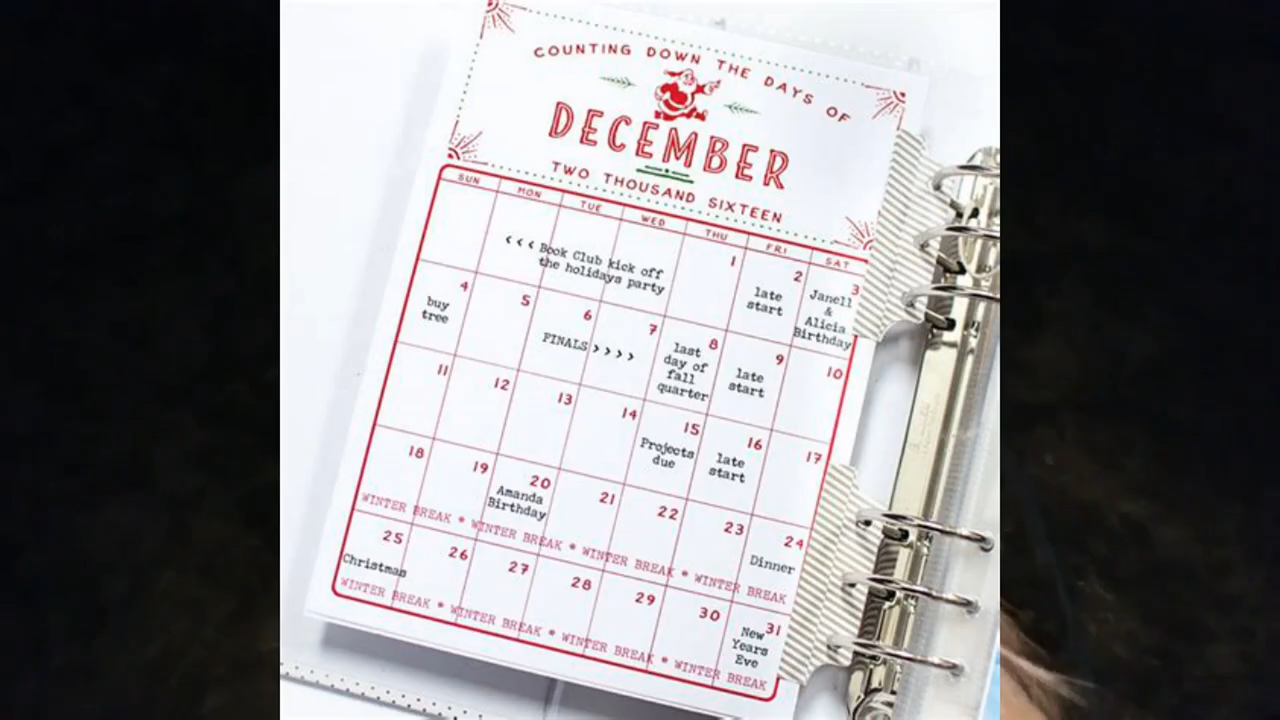 COUNTING DOWN THE DAYS OF
DECEMBER
TWO THOUSAND SIXTEEN
SUN MON TUE WED THU FRI SAT
<<< Book Club kick off
the holidays party
1
2
late
start
3
Janell
&
Alicia
Birthday
4
buy
tree
5
6
7
FINALS >>>>
8
last
day of
fall
quarter
9
late
start
10
11
12
13
14
15
Projects
due
16
late
start
17
18
19
20
Amanda
Birthday
21
22
23
24
Dinner
WINTER BREAK * WINTER BREAK * WINTER BREAK * WINTER BREAK
25
Christmas
26
27
28
29
30
31
New
Years
Eve
WINTER BREAK * WINTER BREAK * WINTER BREAK * WINTER BREAK